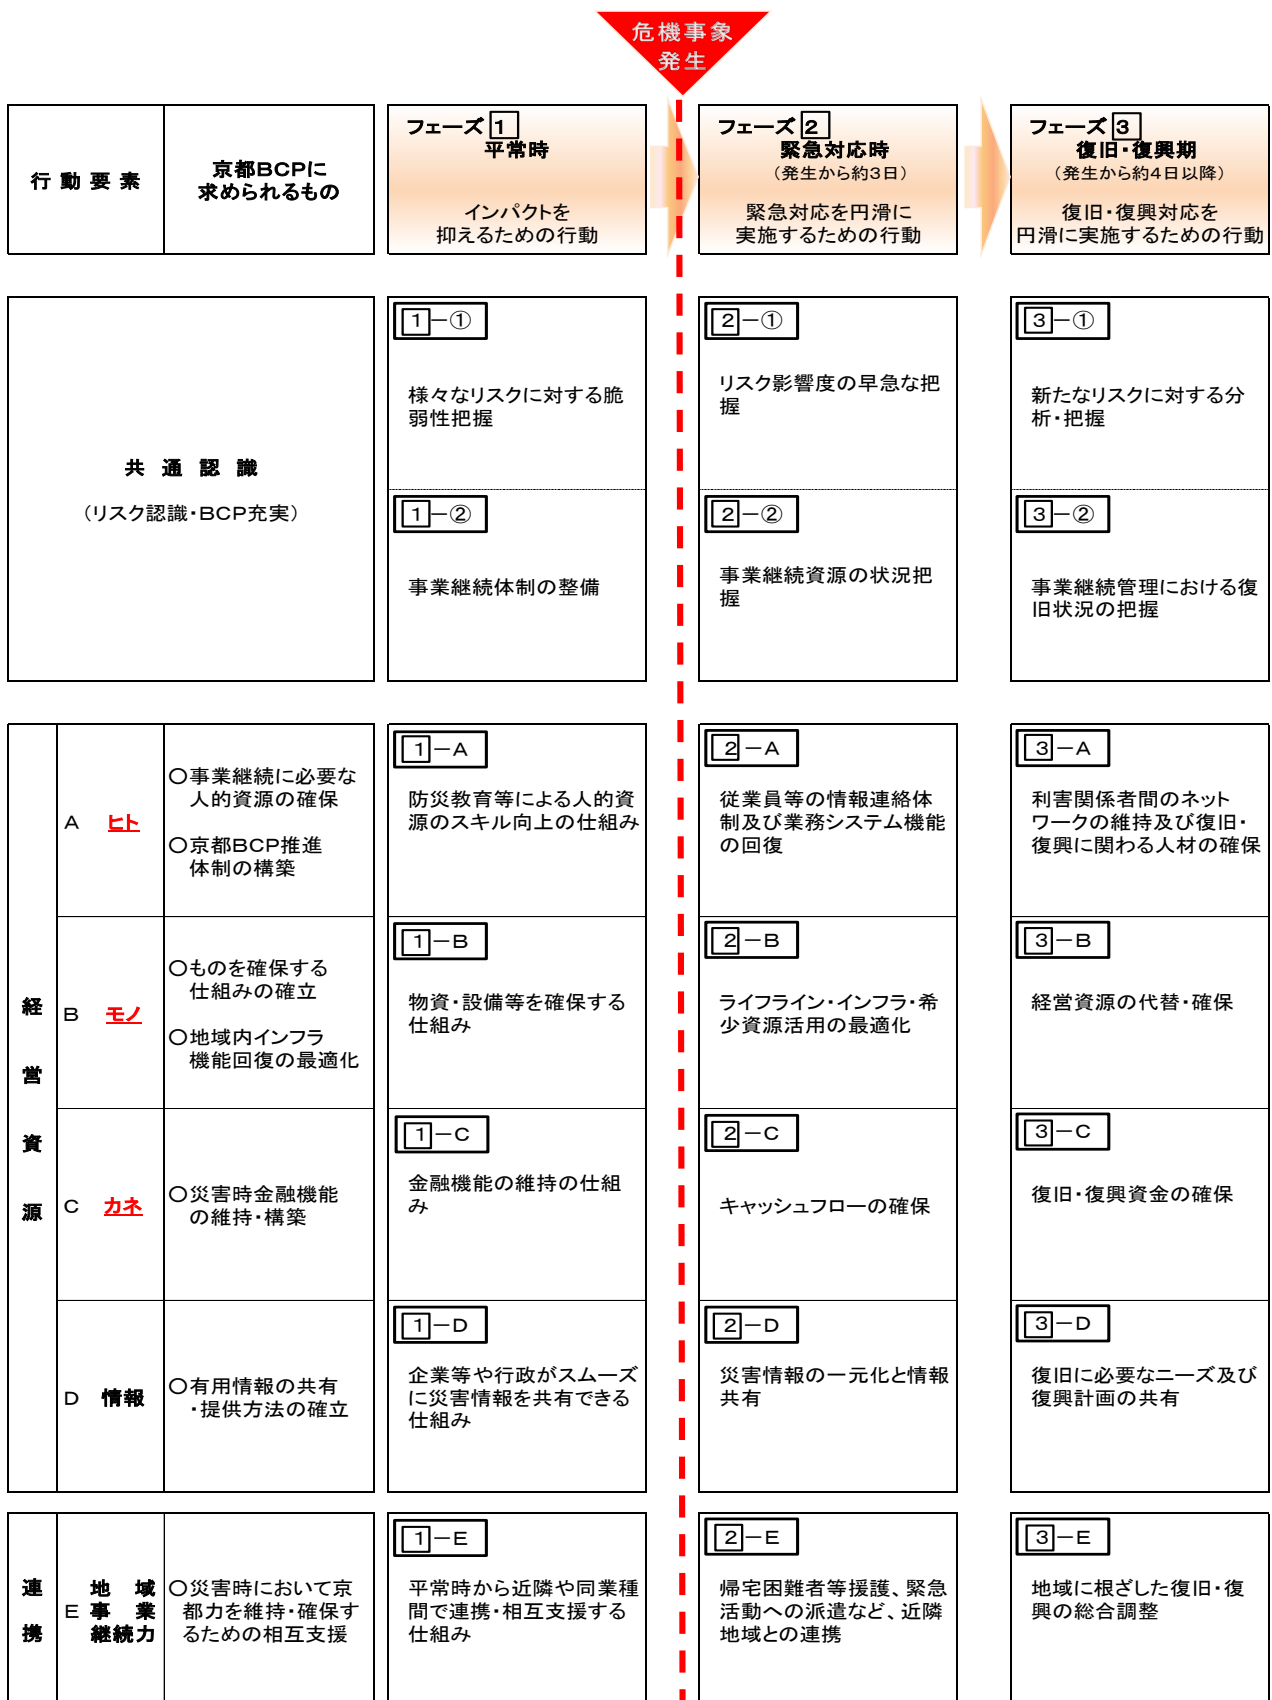 危機事象
発生
行動要素
京都BCPに
求められるもの
フェーズ1
平常時
インパクトを
抑えるための行動
フェーズ2
緊急対応時
(発生から約3日)
緊急対応を円滑に
実施するための行動
フェーズ3
復旧・復興期
(発生から約4日以降)
復旧・復興対応を
円滑に実施するための行動
共通認識
(リスク認識・BCP充実)
1-①
様々なリスクに対する脆
弱性把握
2-①
リスク影響度の早急な把
握
3-①
新たなリスクに対する分
析・把握
1-②
事業継続体制の整備
2-②
事業継続資源の状況把
握
3-②
事業継続管理における復
旧状況の把握
経営資源
A ヒト
○事業継続に必要な
人的資源の確保
○京都BCP推進
体制の構築
1-A
防災教育等による人的資
源のスキル向上の仕組み
2-A
従業員等の情報連絡体
制及び業務システム機能
の回復
3-A
利害関係者間のネット
ワークの維持及び復旧・
復興に関わる人材の確保
B モノ
○ものを確保する
仕組みの確立
○地域内インフラ
機能回復の最適化
1-B
物資・設備等を確保する
仕組み
2-B
ライフライン・インフラ・希
少資源活用の最適化
3-B
経営資源の代替・確保
C カネ
○災害時金融機能
の維持・構築
1-C
金融機能の維持の仕組
み
2-C
キャッシュフローの確保
3-C
復旧・復興資金の確保
D 情報
○有用情報の共有
・提供方法の確立
1-D
企業等や行政がスムーズ
に災害情報を共有できる
仕組み
2-D
災害情報の一元化と情報
共有
3-D
復旧に必要なニーズ及び
復興計画の共有
連携
地域
E 事業
継続力
○災害時において京
都力を維持・確保す
るための相互支援
1-E
平常時から近隣や同業種
間で連携・相互支援する
仕組み
2-E
帰宅困難者等援護、緊急
活動への派遣など、近隣
地域との連携
3-E
地域に根ざした復旧・復
興の総合調整